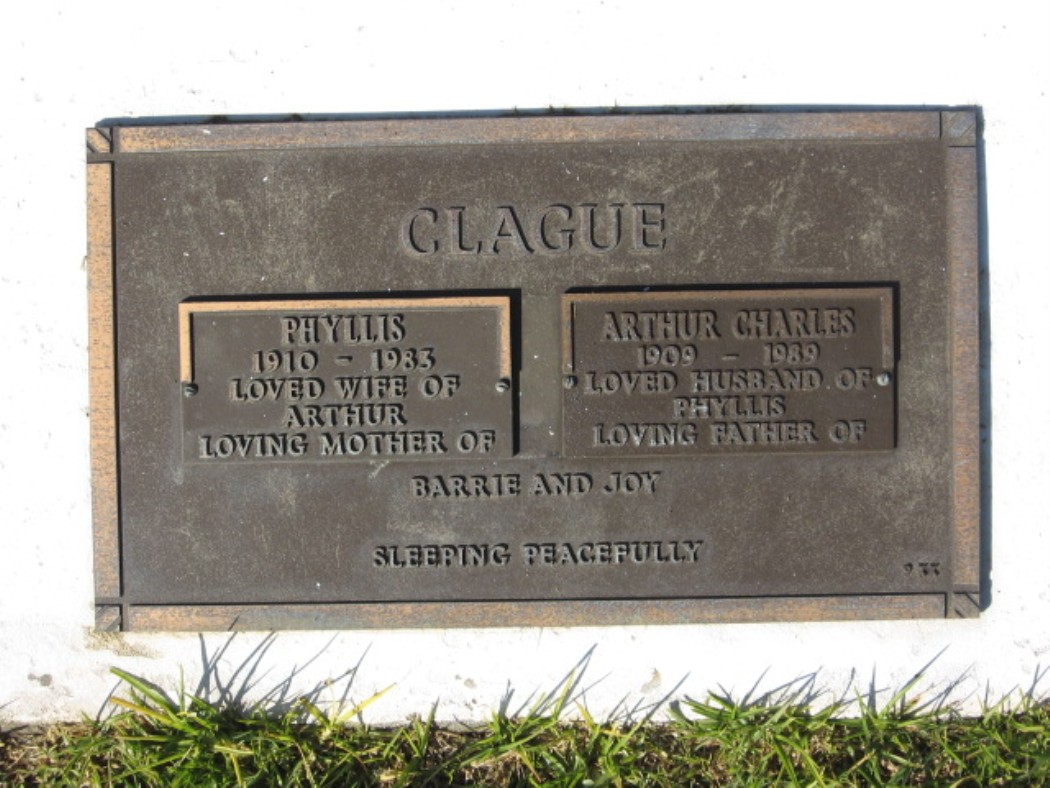 CLAGUE
PHYLLIS
1910 - 1983
LOVED WIFE OF
ARTHUR
LOVING MOTHER OF
ARTHUR CHARLES
1909 - 1989
LOVED HUSBAND OF
PHYLLIS
LOVING FATHER OF
BARRIE AND JOY
SLEEPING PEACEFULLY